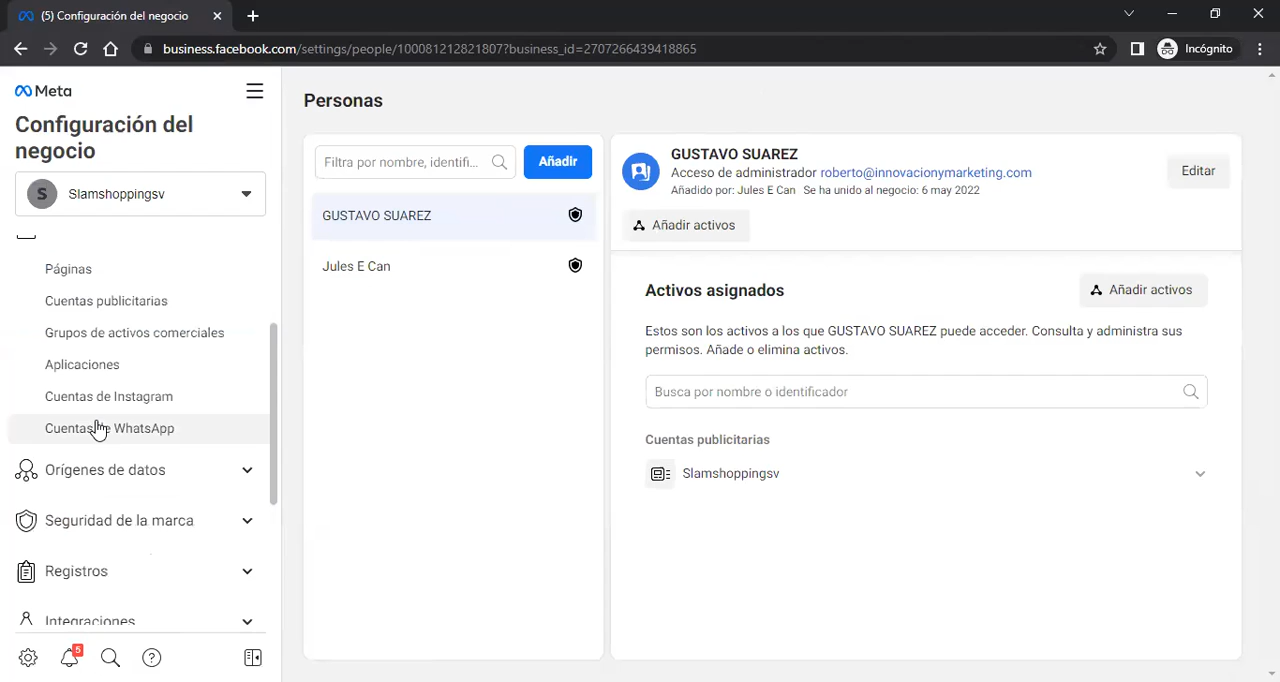 (5) Configuración del negocio
business.facebook.com/settings/people/100081212821807?business_id=2707266439418865
Incógnito
Meta
Configuración del
negocio
S Slamshoppingsv
Páginas
Cuentas publicitarias
Grupos de activos comerciales
Aplicaciones
Cuentas de Instagram
Cuentas de WhatsApp
Orígenes de datos
Seguridad de la marca
Registros
Integraciones
5
Personas
Filtra por nombre, identifi...
Añadir
GUSTAVO SUAREZ
Jules E Can
GUSTAVO SUAREZ
Acceso de administrador roberto@innovacionymarketing.com
Añadido por: Jules E Can Se ha unido al negocio: 6 may 2022
Editar
Añadir activos
Activos asignados
Añadir activos
Estos son los activos a los que GUSTAVO SUAREZ puede acceder. Consulta y administra sus
permisos. Añade o elimina activos.
Busca por nombre o identificador
Cuentas publicitarias
Slamshoppingsv